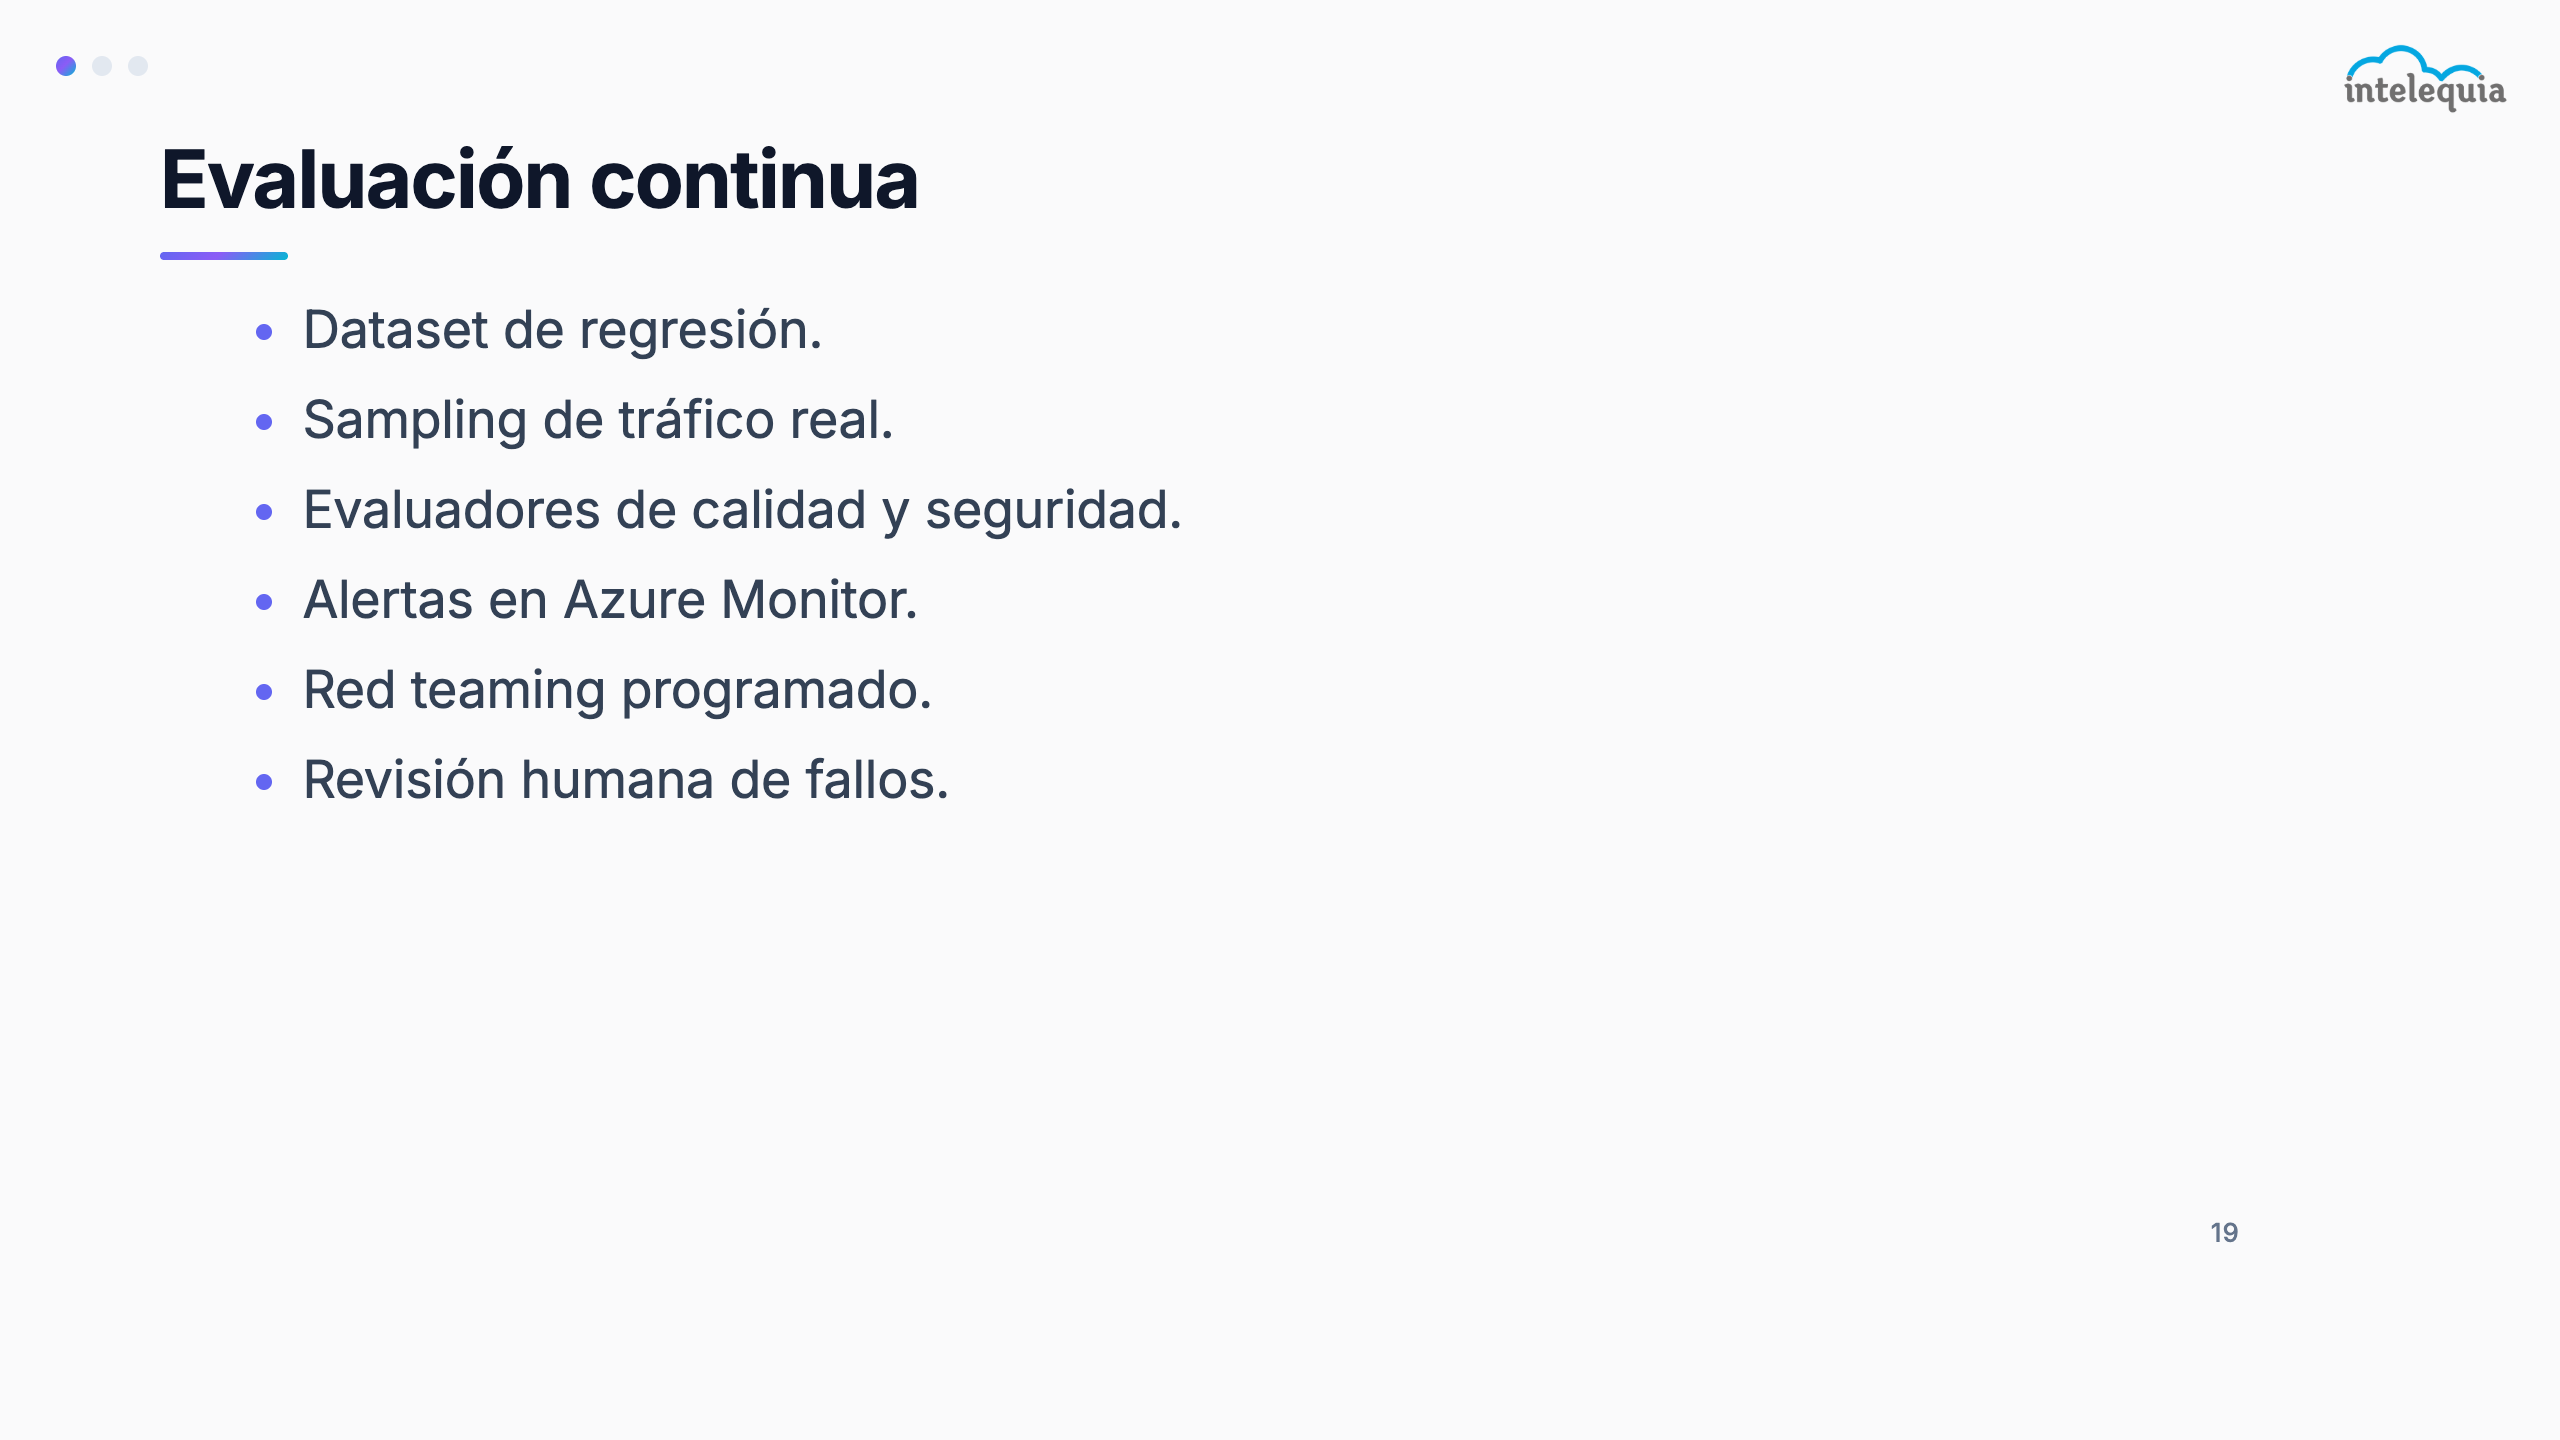 intelequia
Evaluación continua
Dataset de regresión.
Sampling de tráfico real.
Evaluadores de calidad y seguridad.
Alertas en Azure Monitor.
Red teaming programado.
Revisión humana de fallos.
19